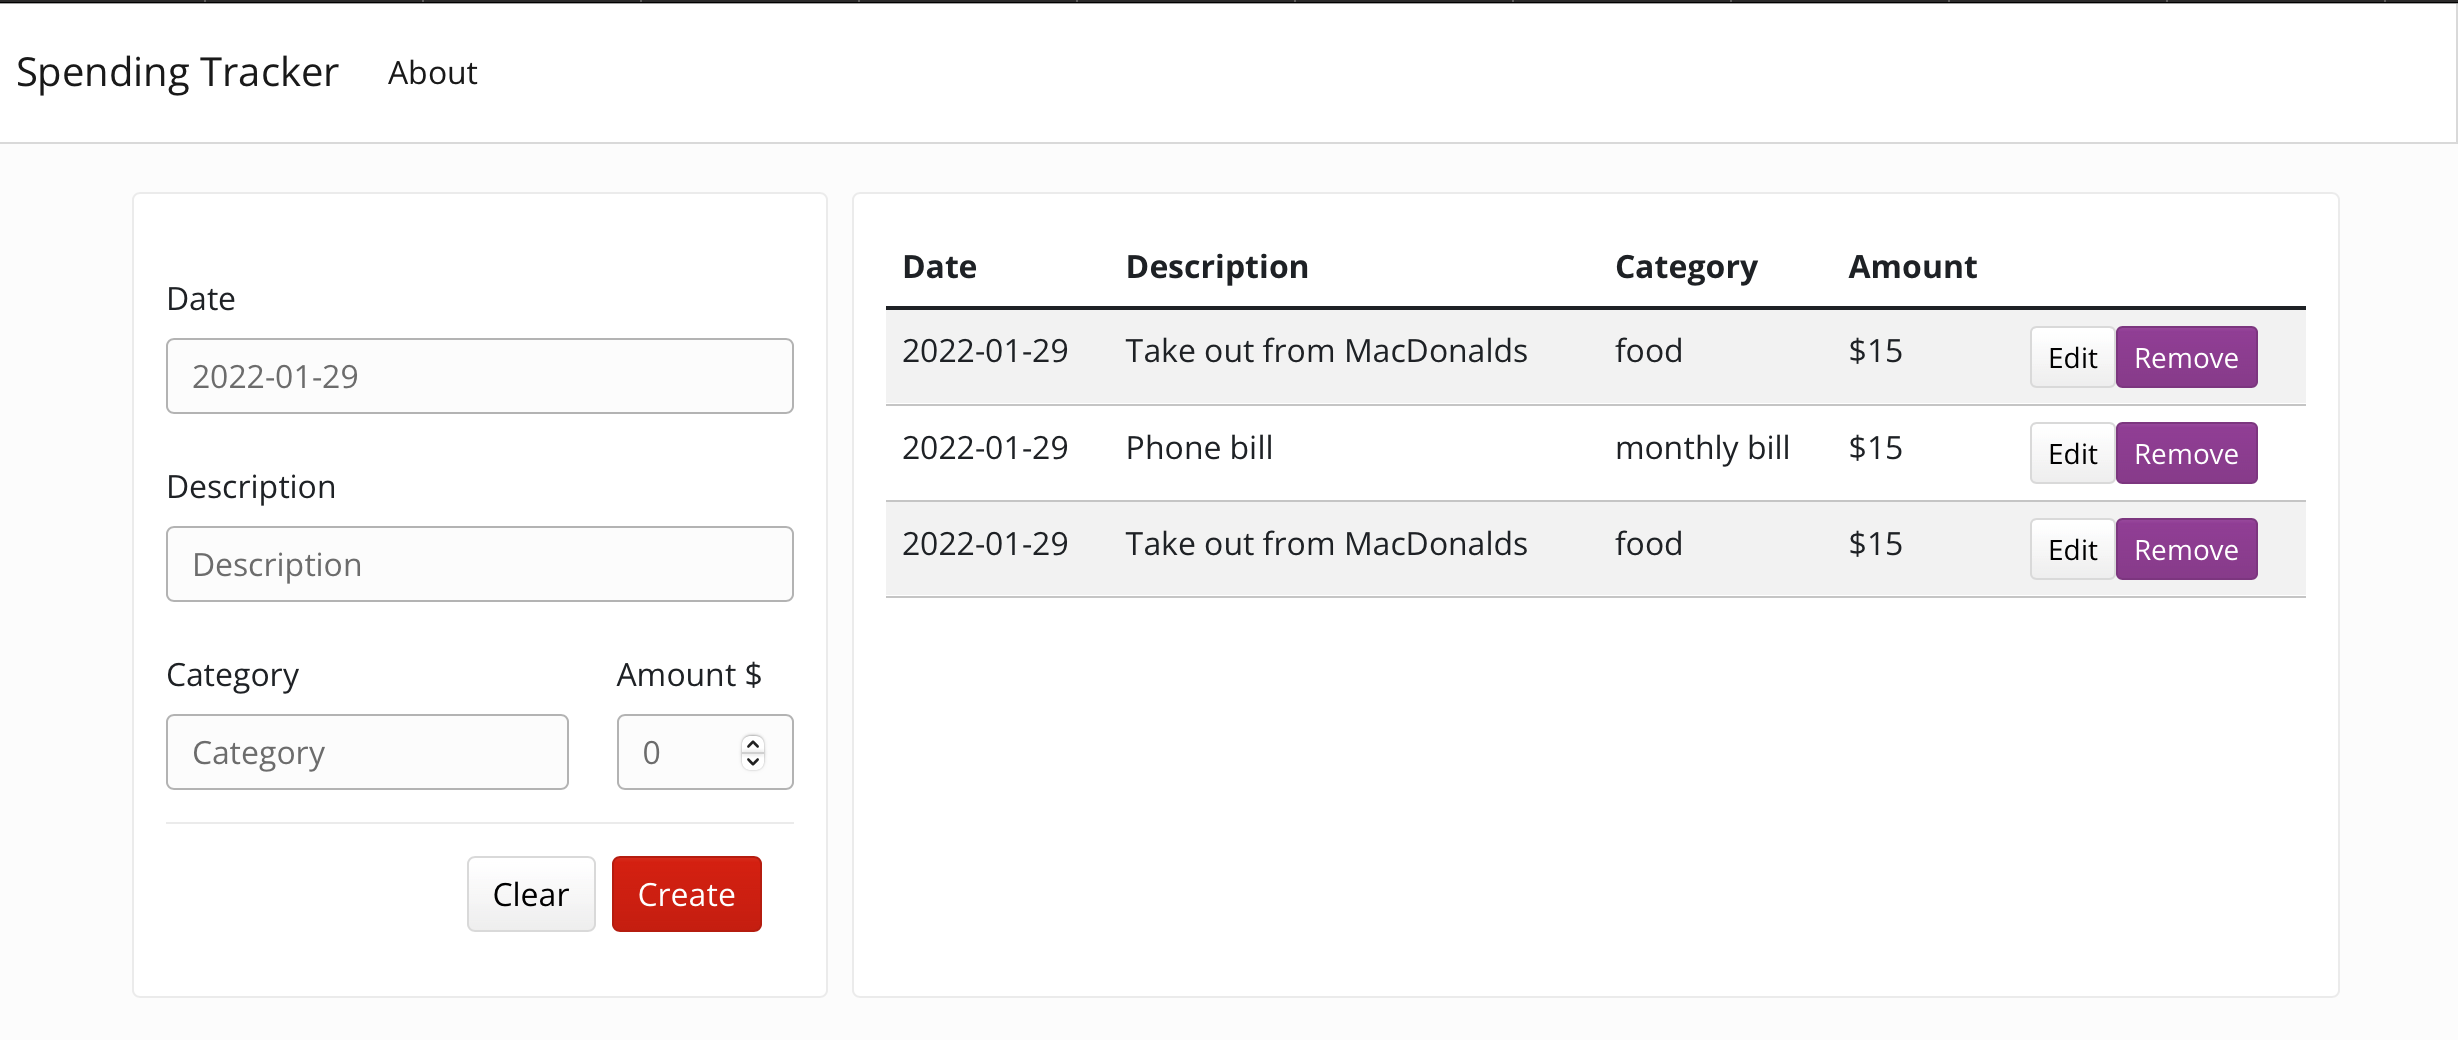 Spending Tracker About
Date
2022-01-29
Description
Description
Category Amount $
Category 0
Clear Create
Date Description Category Amount
2022-01-29 Take out from MacDonalds food $15 Edit Remove
2022-01-29 Phone bill monthly bill $15 Edit Remove
2022-01-29 Take out from MacDonalds food $15 Edit Remove